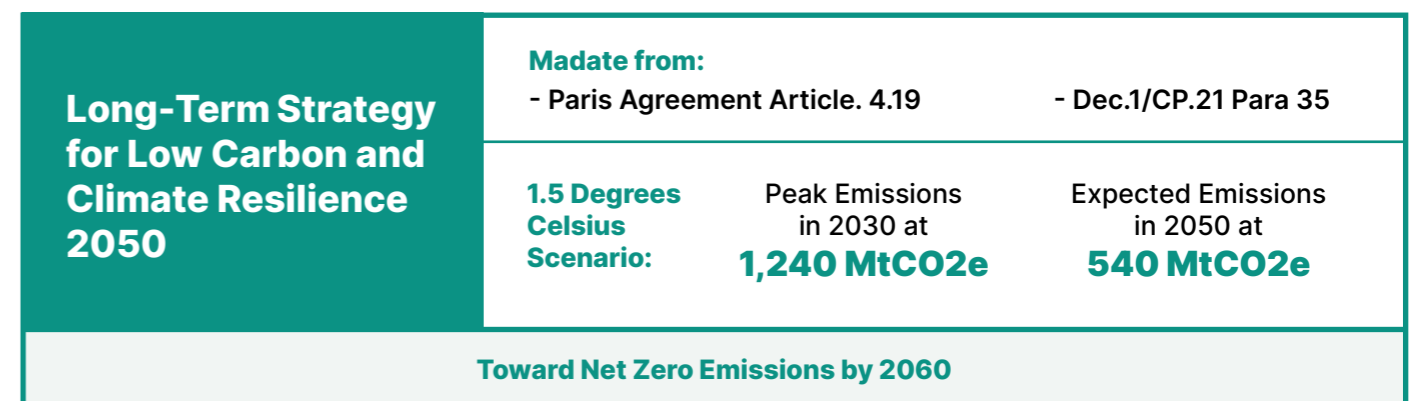 Long-Term Strategy
for Low Carbon and
Climate Resilience
2050
Madate from:
- Paris Agreement Article. 4.19
- Dec.1/CP.21 Para 35
1.5 Degrees
Celsius
Scenario:
Peak Emissions
in 2030 at
1,240 MtCO2e
Expected Emissions
in 2050 at
540 MtCO2e
Toward Net Zero Emissions by 2060